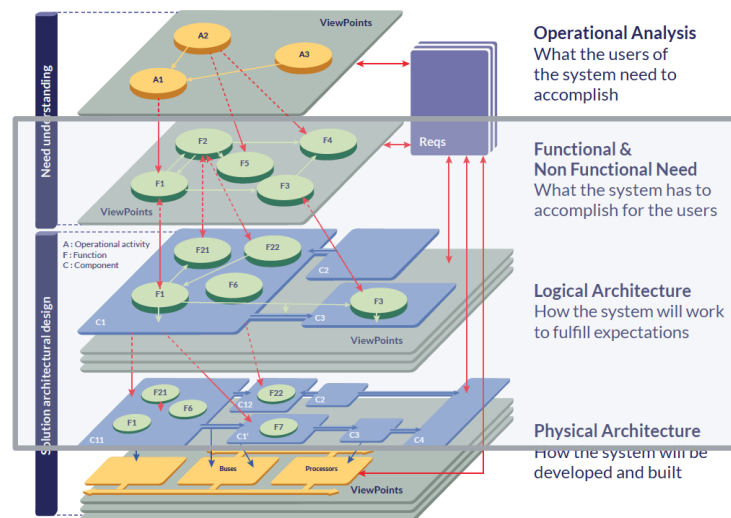 ViewPoints
A2
A3
A1
Need understanding
Operational Analysis
What the users of
the system need to
accomplish
Reqs
F2
F4
F5
F1
F3
ViewPoints
Functional &
Non Functional Need
What the system has to
accomplish for the users
A : Operational activity
F : Function
C : Component
F21
F22
C2
F1
F6
F3
C1
C3
ViewPoints
Solution architectural design
Logical Architecture
How the system will work
to fulfill expectations
F21
F6
F22
C12
C2
F1
F7
C11
C1'
C3
C4
Physical Architecture
How the system will be
developed and built
Buses
Processors
ViewPoints